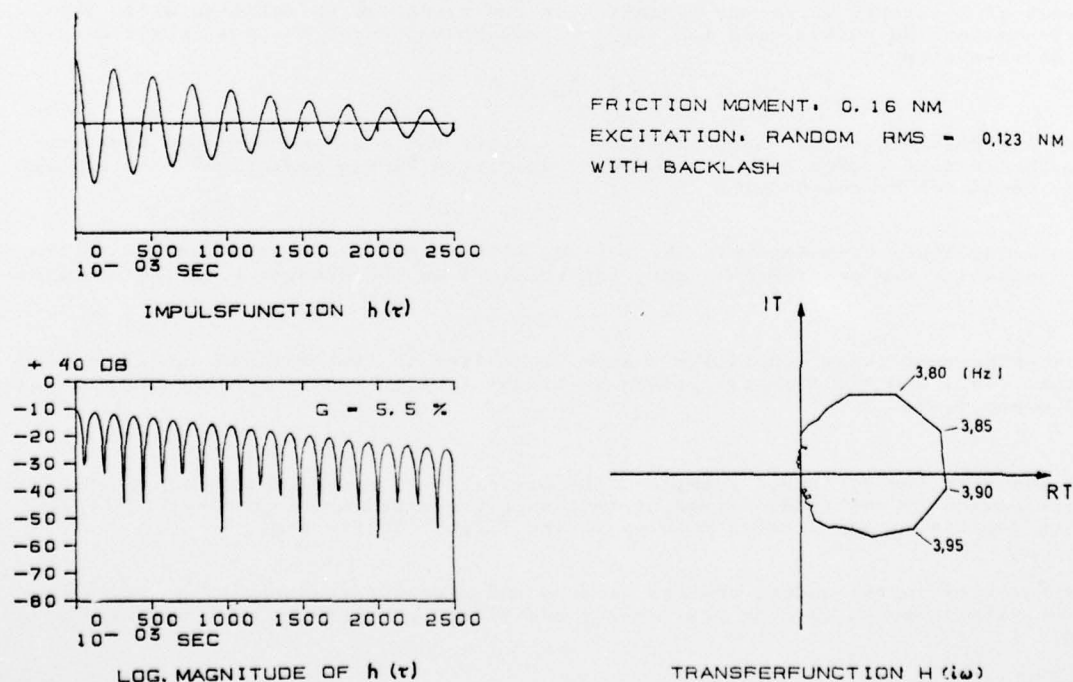 FRICTION MOMENT: 0.16 NM
EXCITATION: RANDOM RMS = 0,123 NM
WITH BACKLASH
0 500 1000 1500 2000 2500
10⁻⁰³ SEC
IMPULSFUNCTION h(τ)
+ 40 DB
0
-10
-20
-30
-40
-50
-60
-70
-80
G = 5.5 %
0 500 1000 1500 2000 2500
10⁻⁰³ SEC
LOG. MAGNITUDE OF h(τ)
IT
3,80 (Hz)
3,85
RT
3,90
3,95
TRANSFERFUNCTION H(iω)